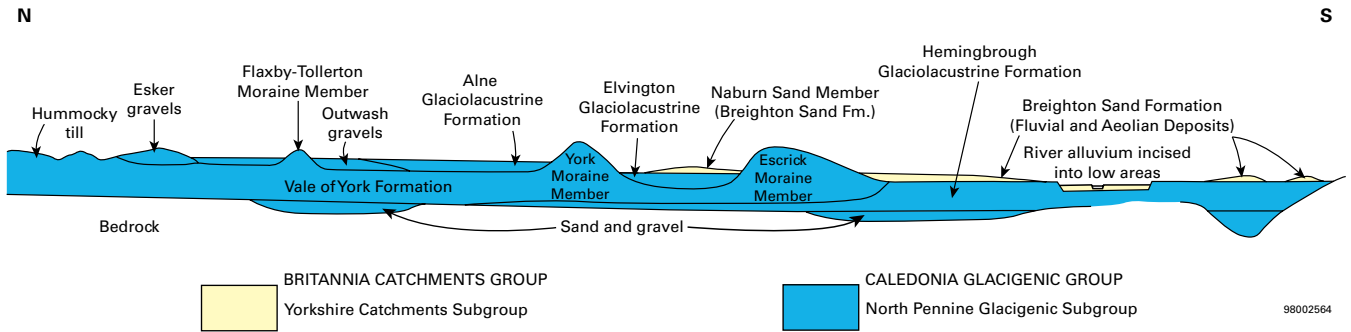 N
S
Hummocky
till
Esker
gravels
Flaxby-Tollerton
Moraine Member
Outwash
gravels
Alne
Glaciolacustrine
Formation
Elvington
Glaciolacustrine
Formation
Naburn Sand Member
(Breighton Sand Fm.)
Hemingbrough
Glaciolacustrine Formation
Breighton Sand Formation
(Fluvial and Aeolian Deposits)
River alluvium incised
into low areas
York
Moraine
Member
Escrick
Moraine
Member
Vale of York Formation
Bedrock
Sand and gravel
BRITANNIA CATCHMENTS GROUP
Yorkshire Catchments Subgroup
CALEDONIA GLACIGENIC GROUP
North Pennine Glacigenic Subgroup
98002564